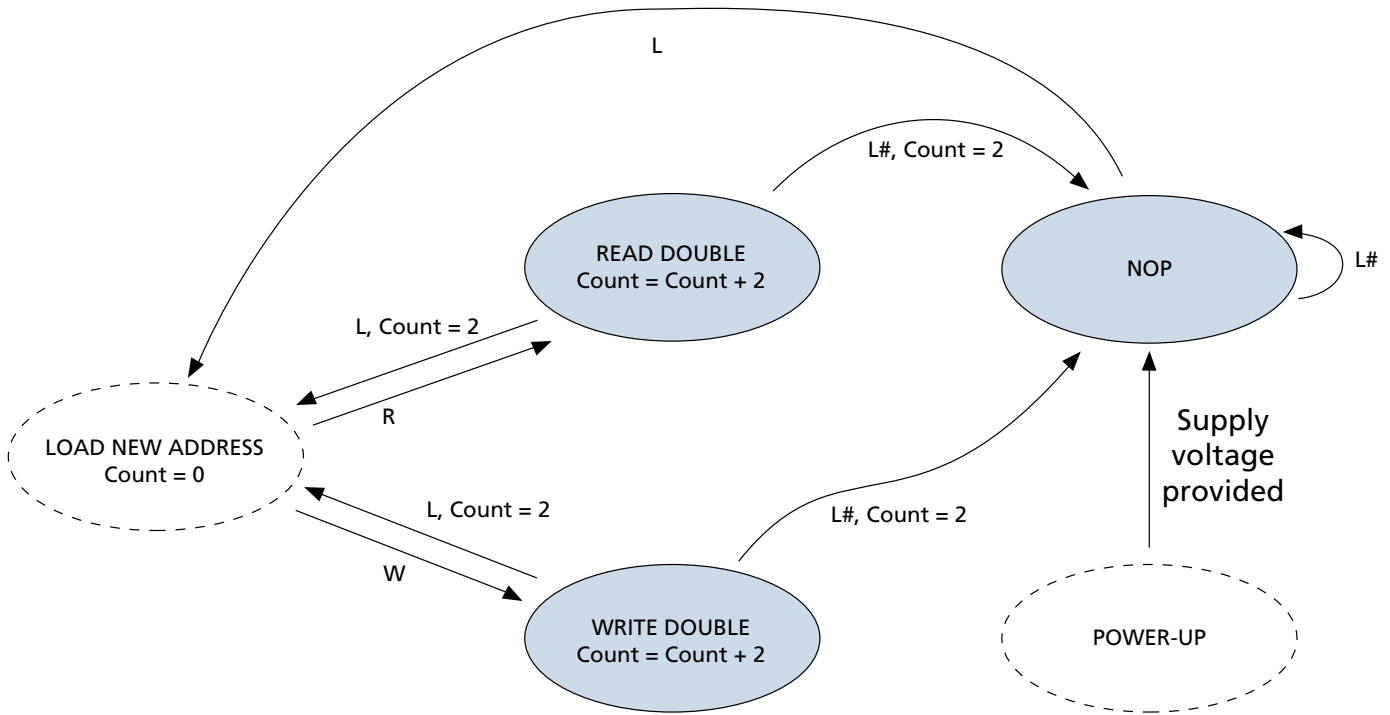 L
L#, Count = 2
READ DOUBLE
Count = Count + 2
NOP
L#
L, Count = 2
R
LOAD NEW ADDRESS
Count = 0
Supply
voltage
provided
L, Count = 2
L#, Count = 2
W
WRITE DOUBLE
Count = Count + 2
POWER-UP